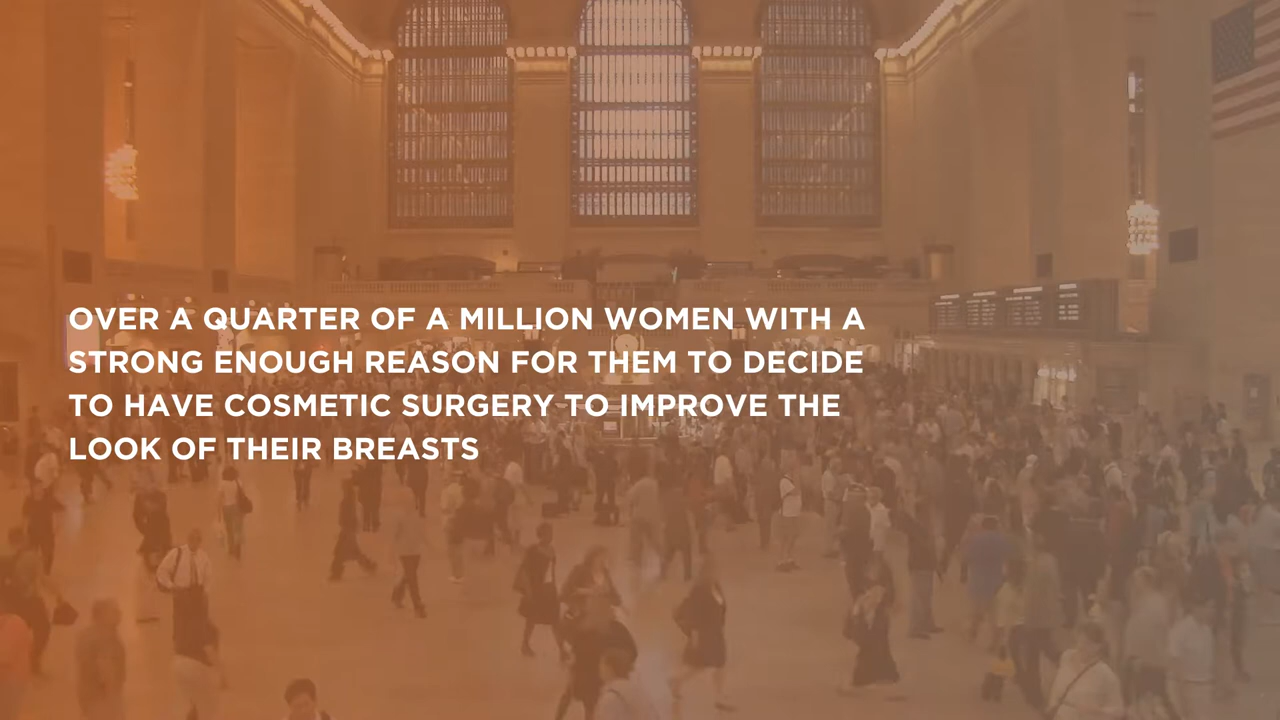 OVER A QUARTER OF A MILLION WOMEN WITH A
STRONG ENOUGH REASON FOR THEM TO DECIDE
TO HAVE COSMETIC SURGERY TO IMPROVE THE
LOOK OF THEIR BREASTS